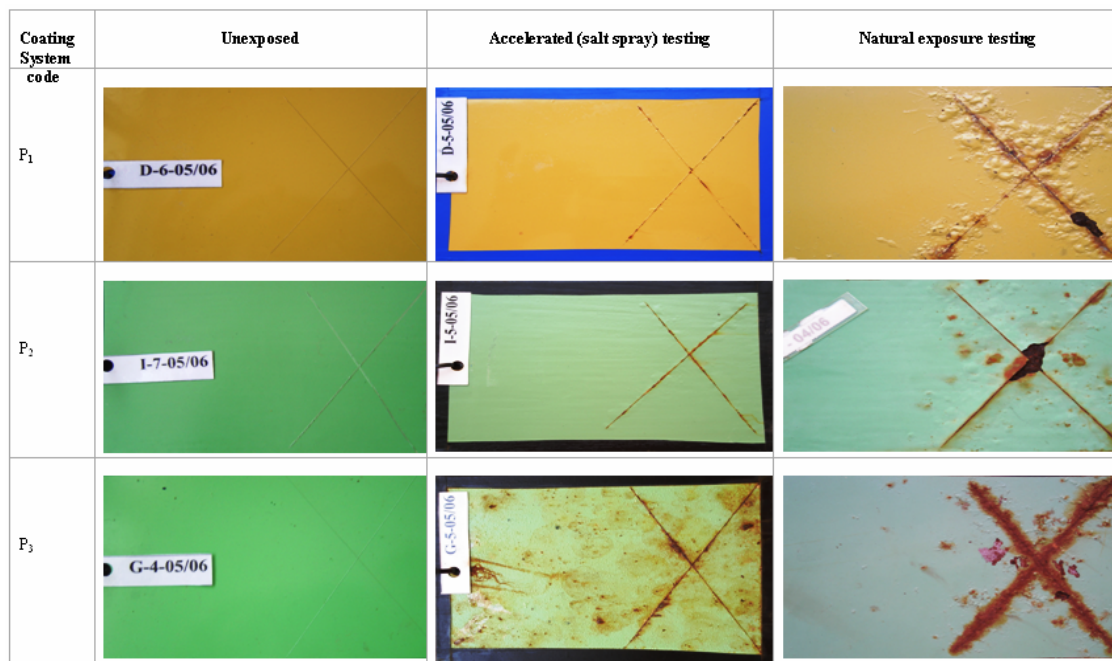 Coating System code
Unexposed
Accelerated (salt spray) testing
Natural exposure testing
P1
D-6-05/06
D-5-05/06
P2
I-7-05/06
I-5-05/06
- 04/06
P3
G-4-05/06
G-5-05/06